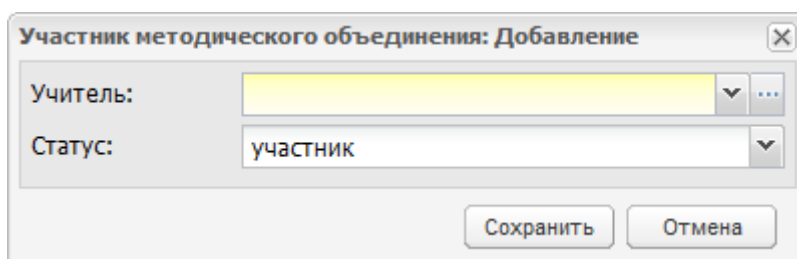 Участник методического объединения: Добавление
Учитель:
Статус: участник
Сохранить Отмена